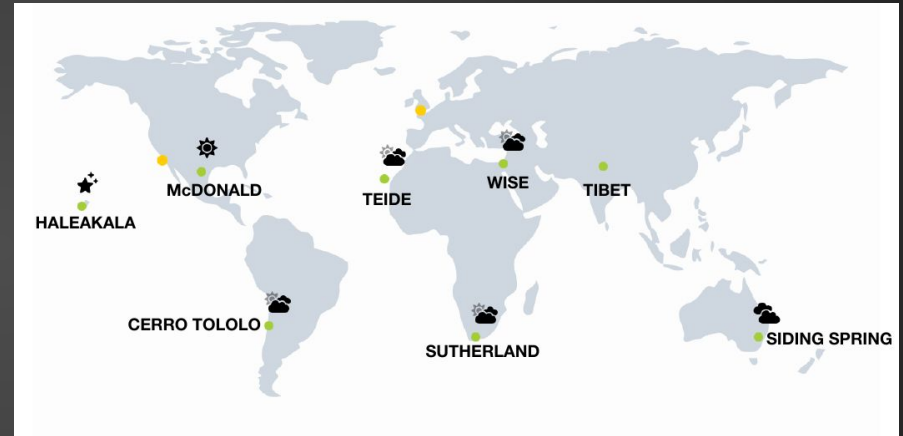 McDONALD
WISE
TIBET
TEIDE
HALEAKALA
CERRO TOLOLO
SIDING SPRING
SUTHERLAND